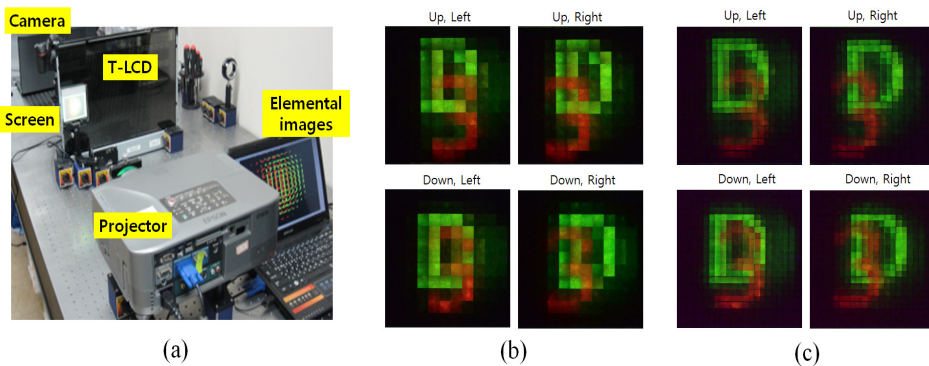 Camera
T-LCD
Screen
Elemental
images
Projector
EPSON
(a)
Up, Left
Up, Right
Down, Left
Down, Right
(b)
Up, Left
Up, Right
Down, Left
Down, Right
(c)